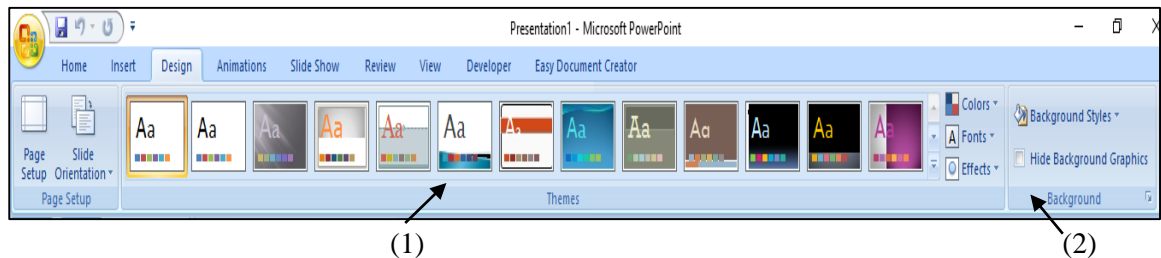 Presentation1 - Microsoft PowerPoint
Home Insert Design Animations Slide Show Review View Developer Easy Document Creator
Page Setup
Slide Orientation
Aa Aa Aa Aa Aa Aa Aa Aa Aa Aa Aa Aa Aa
Colors
Fonts
Effects
Background Styles
Hide Background Graphics
Page Setup Themes Background
(1) (2)